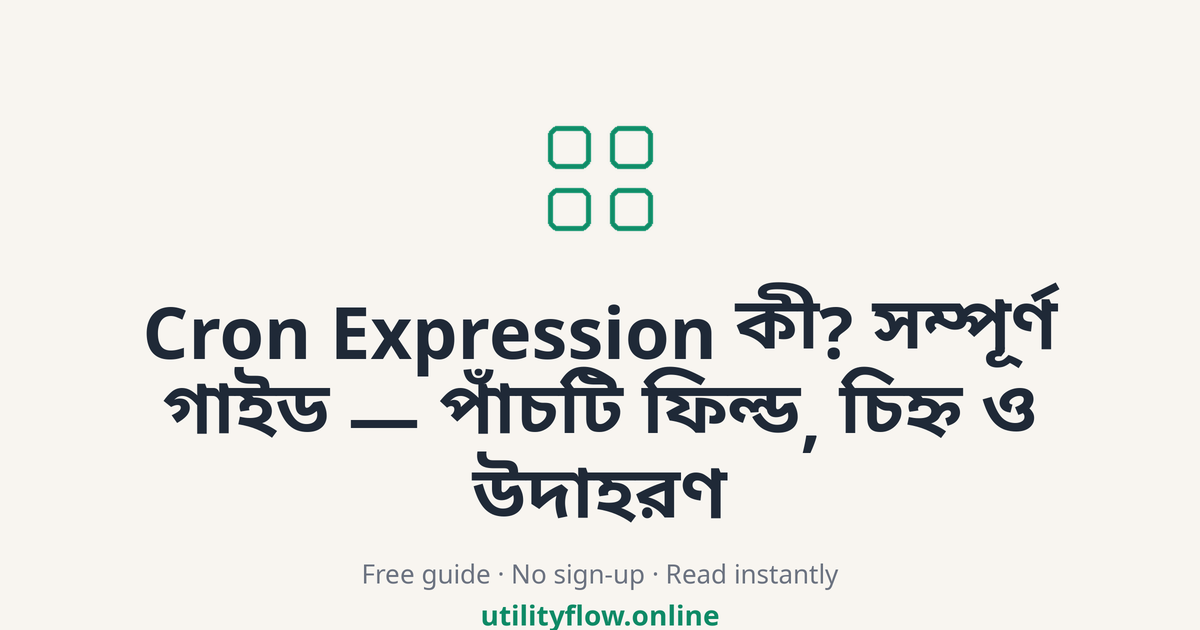 Cron Expression কী? সম্পূর্ণ
গাইড — পাঁচটি ফিল্ড, চিহ্ন ও
উদাহরণ
Free guide · No sign-up · Read instantly
utilityflow.online